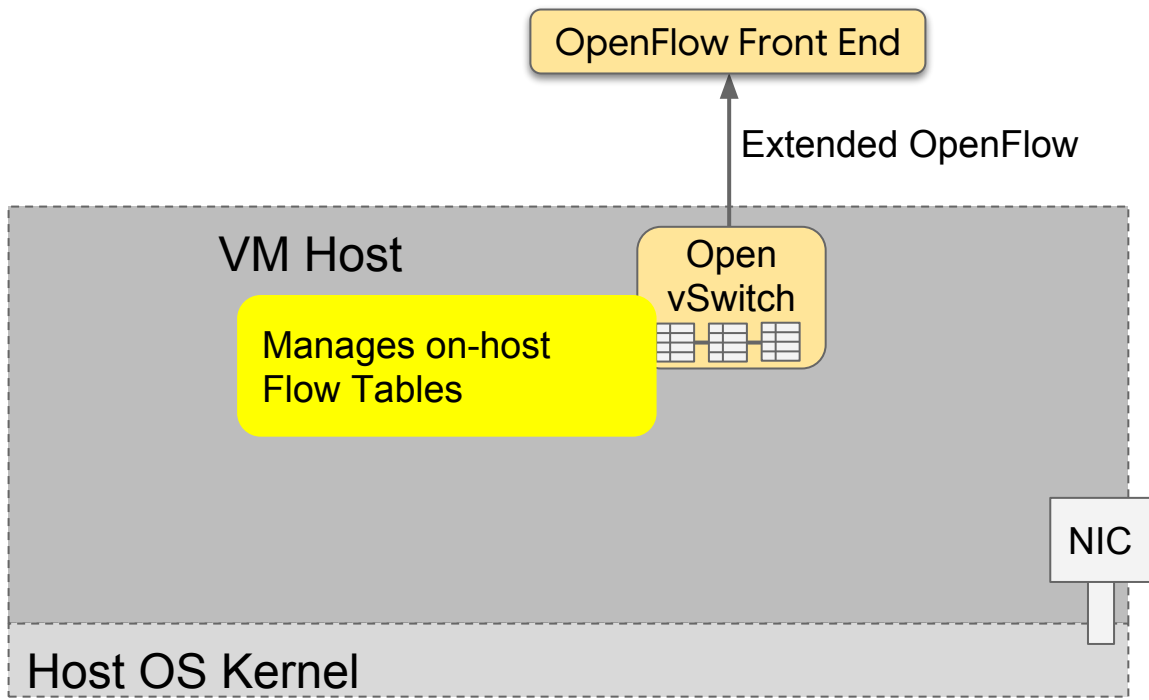 OpenFlow Front End
Extended OpenFlow
VM Host
Open
vSwitch
Manages on-host
Flow Tables
NIC
Host OS Kernel